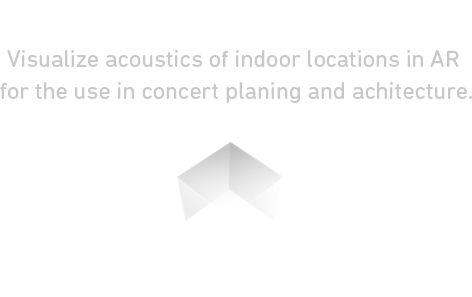 Visualize acoustics of indoor locations in AR
for the use in concert planing and achitecture.